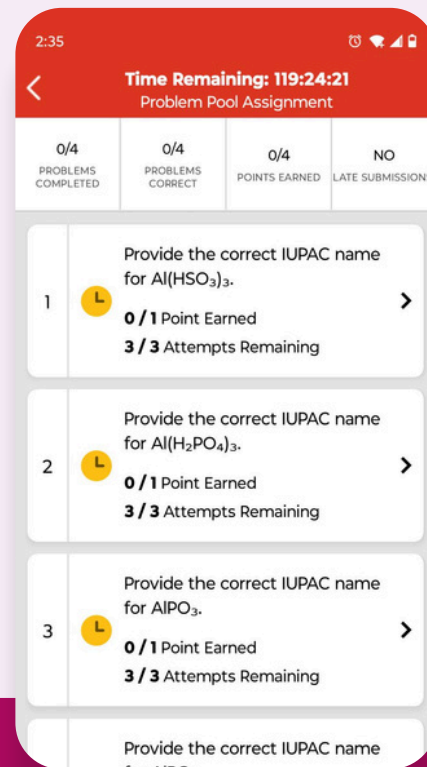 2:35
Time Remaining: 119:24:21
Problem Pool Assignment
0/4
PROBLEMS
COMPLETED
0/4
PROBLEMS
CORRECT
0/4
POINTS EARNED
NO
LATE SUBMISSION
1
Provide the correct IUPAC name
for Al(HSO₃)₃.
0 / 1 Point Earned
3 / 3 Attempts Remaining
2
Provide the correct IUPAC name
for Al(H₂PO₄)₃.
0 / 1 Point Earned
3 / 3 Attempts Remaining
3
Provide the correct IUPAC name
for AlPO₃.
0 / 1 Point Earned
3 / 3 Attempts Remaining
Provide the correct IUPAC name